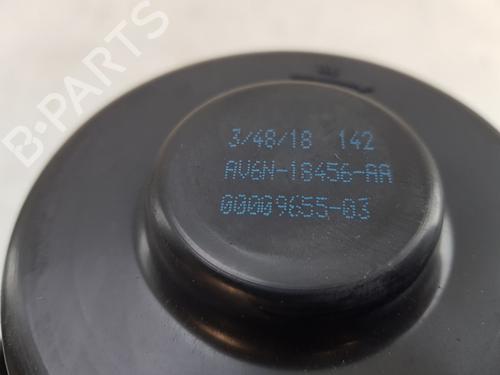 B-PARTS
3/48/18 142
AV6N-18456-AA
00009655-03